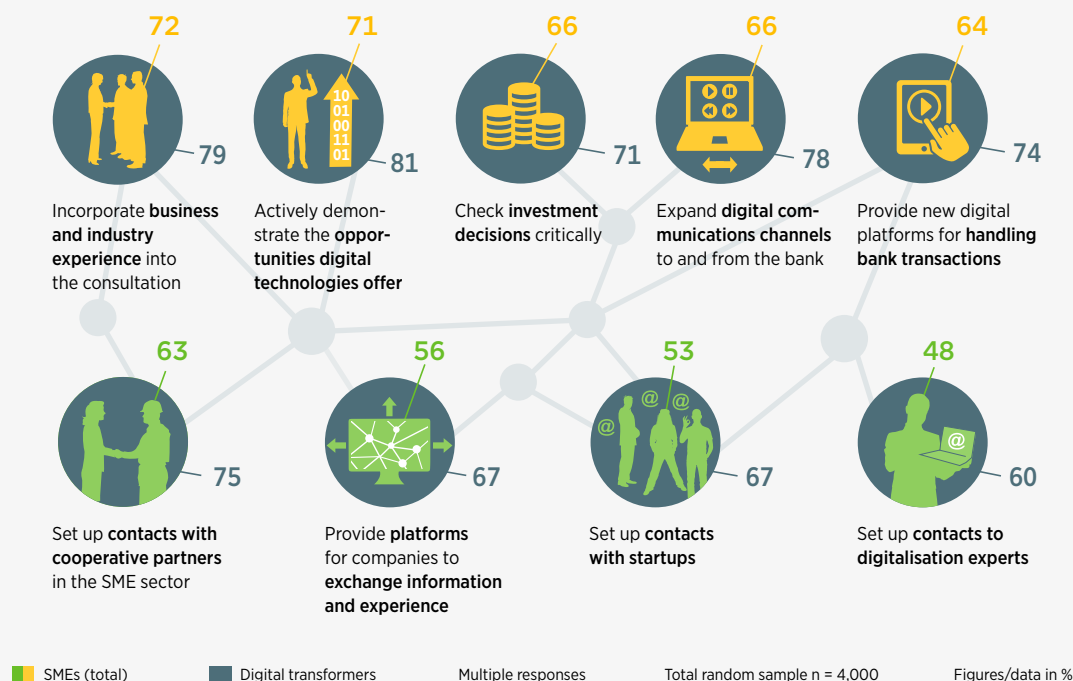 72
71
66
66
64
10
01
00
11
01
79
81
71
78
74
Incorporate business
and industry
experience into
the consultation
Actively demon-
strate the oppor-
tunities digital
technologies offer
Check investment
decisions critically
Expand digital com-
munications channels
to and from the bank
Provide new digital
platforms for handling
bank transactions
63
56
53
48
@
@
@
@
75
67
67
60
Set up contacts with
cooperative partners
in the SME sector
Provide platforms
for companies to
exchange information
and experience
Set up contacts
with startups
Set up contacts to
digitalisation experts
SMEs (total)
Digital transformers
Multiple responses
Total random sample n = 4,000
Figures/data in %